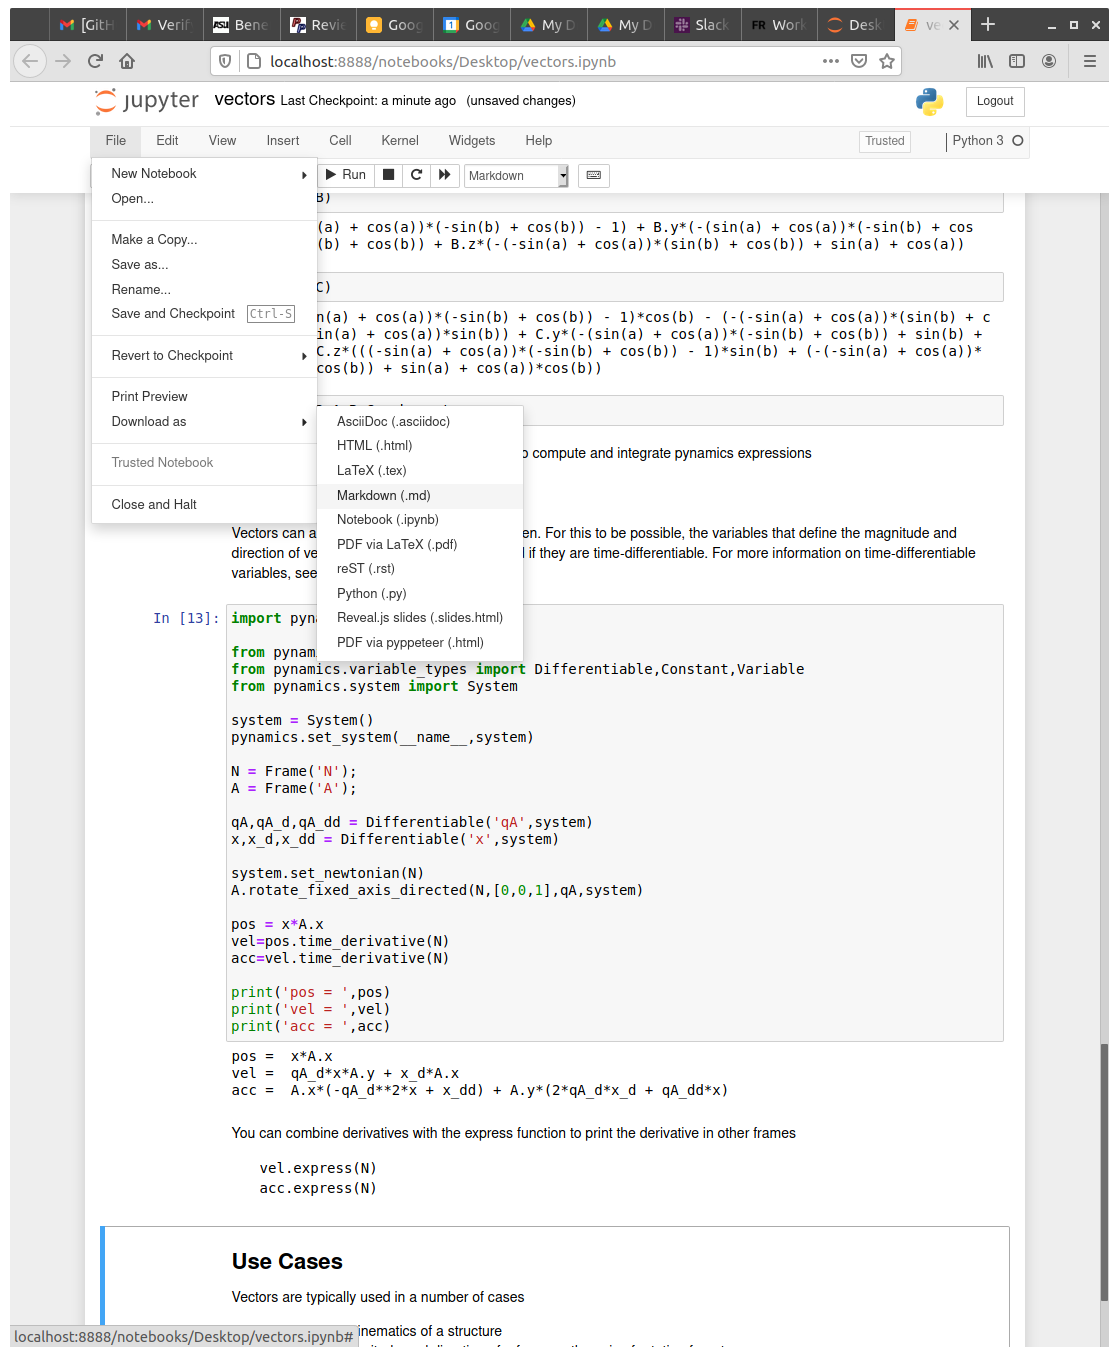 [GitH
Verif
ASU Bene
Revie
Goog
1 Goog
My D
My D
Slack
FR Work
Desk
ve
localhost:8888/notebooks/Desktop/vectors.ipynb
jupyter vectors Last Checkpoint: a minute ago (unsaved changes)
Logout
File Edit View Insert Cell Kernel Widgets Help
Trusted
Python 3
Run
Markdown
New Notebook
Open...
Make a Copy...
Save as...
Rename...
Save and Checkpoint Ctrl-S
Revert to Checkpoint
Print Preview
Download as
Trusted Notebook
Close and Halt
AsciiDoc (.asciidoc)
HTML (.html)
LaTeX (.tex)
Markdown (.md)
Notebook (.ipynb)
PDF via LaTeX (.pdf)
reST (.rst)
Python (.py)
Reveal.js slides (.slides.html)
PDF via pyppeteer (.html)
B)
(a) + cos(a))*(-sin(b) + cos(b)) - 1) + B.y*(-(sin(a) + cos(a))*(-sin(b) + cos
(b) + cos(b)) + B.z*(-(-sin(a) + cos(a))*(sin(b) + cos(b)) + sin(a) + cos(a))
C)
n(a) + cos(a))*(-sin(b) + cos(b)) - 1)*cos(b) - (-(-sin(a) + cos(a))*(sin(b) + c
in(a) + cos(a))*sin(b)) + C.y*(-(sin(a) + cos(a))*(-sin(b) + cos(b)) + sin(b) +
C.z*(((-sin(a) + cos(a))*(-sin(b) + cos(b)) - 1)*sin(b) + (-(-sin(a) + cos(a))*
cos(b)) + sin(a) + cos(a))*cos(b))
o compute and integrate pynamics expressions
Vectors can a en. For this to be possible, the variables that define the magnitude and
direction of ve if they are time-differentiable. For more information on time-differentiable
variables, see
In [13]:
import pyn
from pynam
from pynamics.variable_types import Differentiable,Constant,Variable
from pynamics.system import System
system = System()
pynamics.set_system(__name__,system)
N = Frame('N');
A = Frame('A');
qA,qA_d,qA_dd = Differentiable('qA',system)
x,x_d,x_dd = Differentiable('x',system)
system.set_newtonian(N)
A.rotate_fixed_axis_directed(N,[0,0,1],qA,system)
pos = x*A.x
vel=pos.time_derivative(N)
acc=vel.time_derivative(N)
print('pos = ',pos)
print('vel = ',vel)
print('acc = ',acc)
pos =  x*A.x
vel =  qA_d*x*A.y + x_d*A.x
acc =  A.x*(-qA_d**2*x + x_dd) + A.y*(2*qA_d*x_d + qA_dd*x)
You can combine derivatives with the express function to print the derivative in other frames
vel.express(N)
acc.express(N)
Use Cases
Vectors are typically used in a number of cases
inematics of a structure
localhost:8888/notebooks/Desktop/vectors.ipynb#